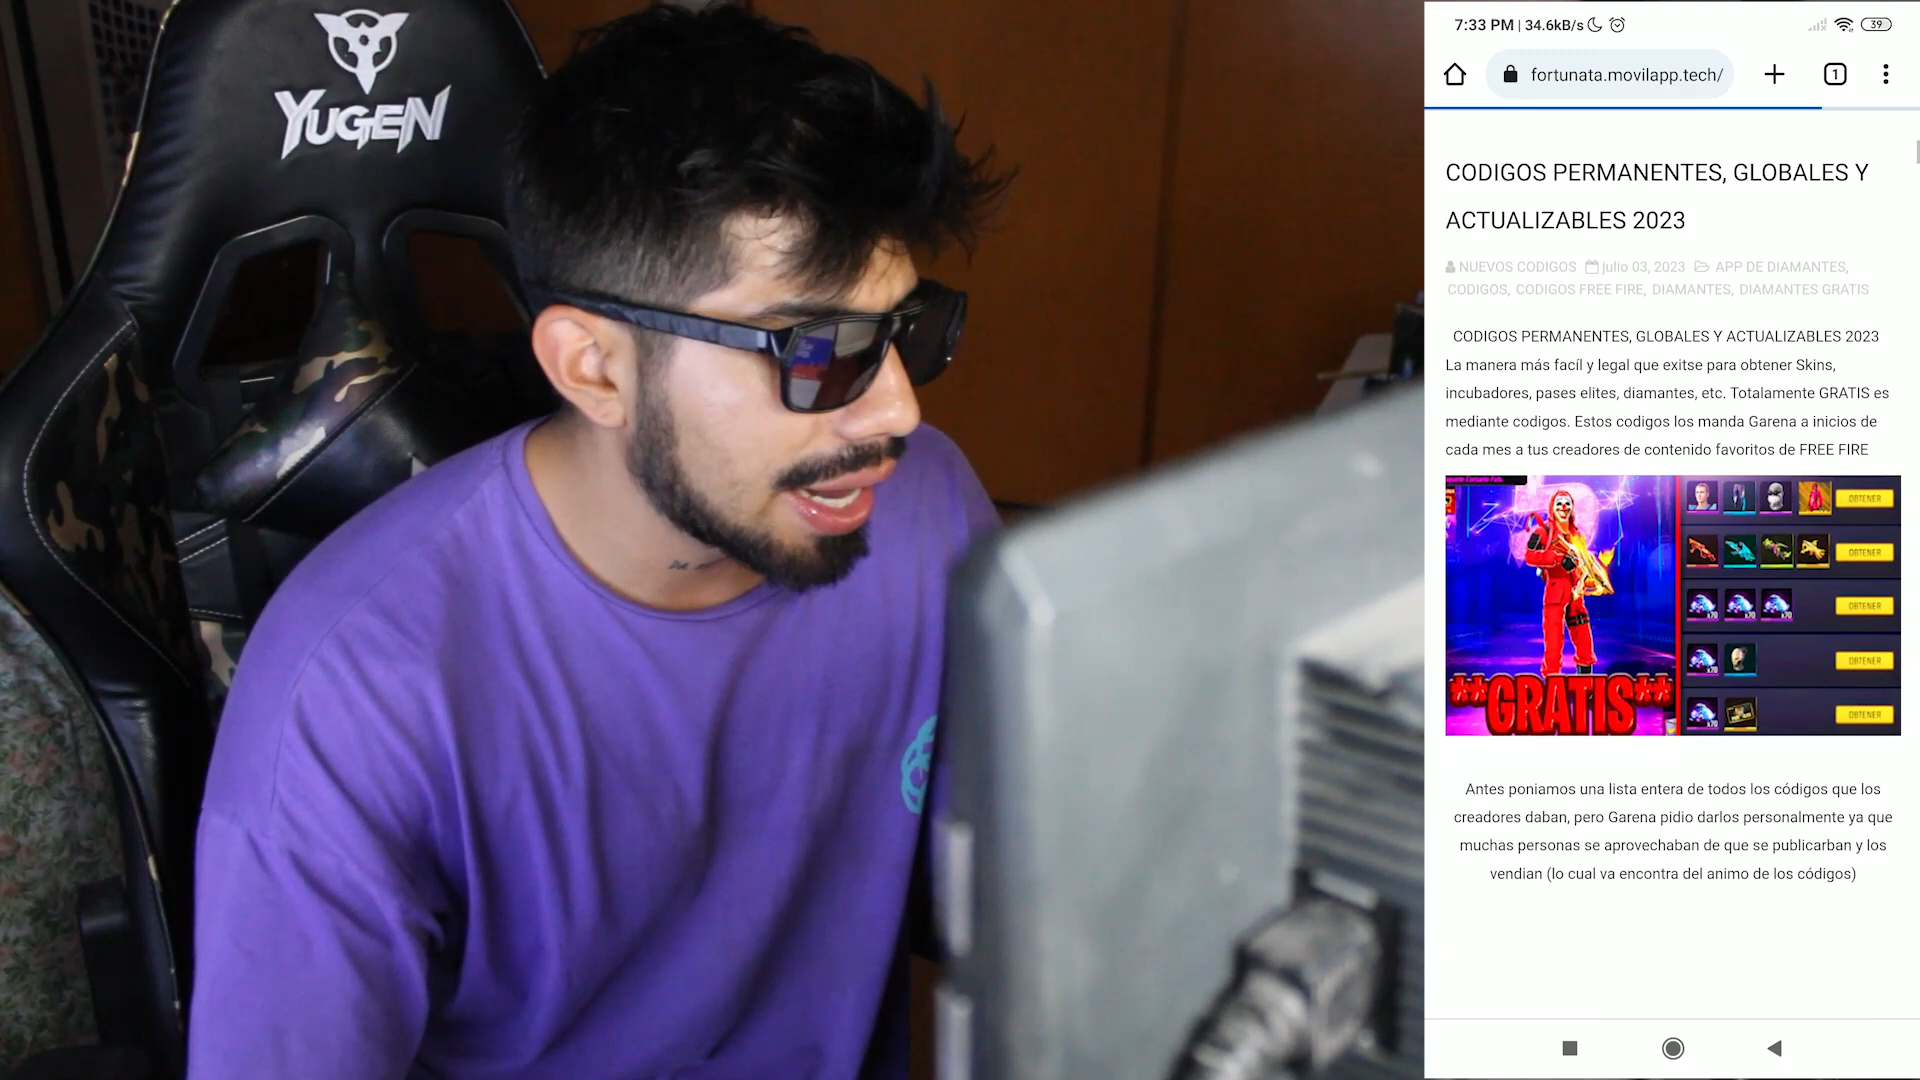 YUGEN
7:33 PM | 34.6kB/s
39
fortunata.movilapp.tech/
1
CODIGOS PERMANENTES, GLOBALES Y
ACTUALIZABLES 2023
NUEVOS CODIGOS julio 03, 2023 APP DE DIAMANTES,
CODIGOS, CODIGOS FREE FIRE, DIAMANTES, DIAMANTES GRATIS
CODIGOS PERMANENTES, GLOBALES Y ACTUALIZABLES 2023
La manera más facíl y legal que exitse para obtener Skins,
incubadores, pases elites, diamantes, etc. Totalamente GRATIS es
mediante codigos. Estos codigos los manda Garena a inicios de
cada mes a tus creadores de contenido favoritos de FREE FIRE
OBTENER
OBTENER
x70 x70 x70 OBTENER
x70 OBTENER
x70 OBTENER
**GRATIS**
Antes poniamos una lista entera de todos los códigos que los
creadores daban, pero Garena pidio darlos personalmente ya que
muchas personas se aprovechaban de que se publicarban y los
vendian (lo cual va encontra del animo de los códigos)